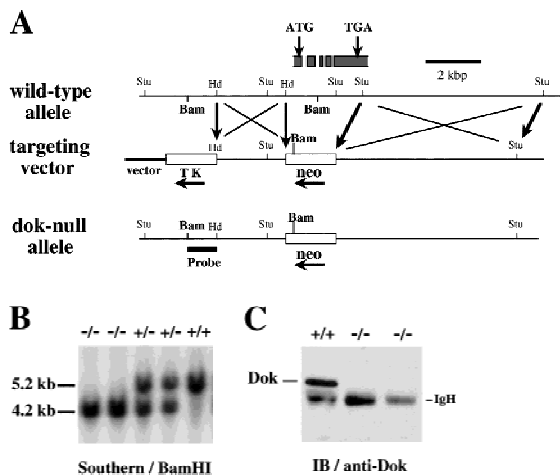 A
ATG TGA
2 kbp
Stu Hd Stu Hd Stu Stu Stu
wild-type allele
Bam Bam
targeting vector
Hd Bam Stu
vector TK neo
dok-null allele
Stu Bam Hd Stu Bam Stu
Probe neo
B
-/- -/- +/- +/- +/+
5.2 kb
4.2 kb
Southern / BamHI
C
+/+ -/- -/-
Dok
IgH
IB / anti-Dok